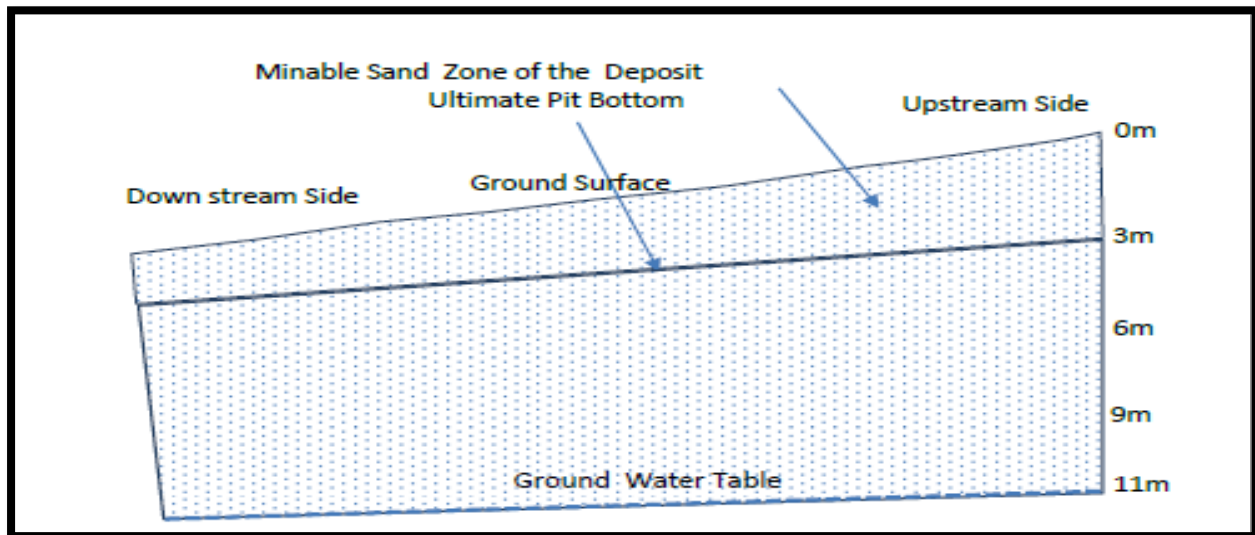 Minable Sand Zone of the Deposit
Ultimate Pit Bottom
Upstream Side
0m
Ground Surface
Down stream Side
3m
6m
9m
Ground Water Table
11m